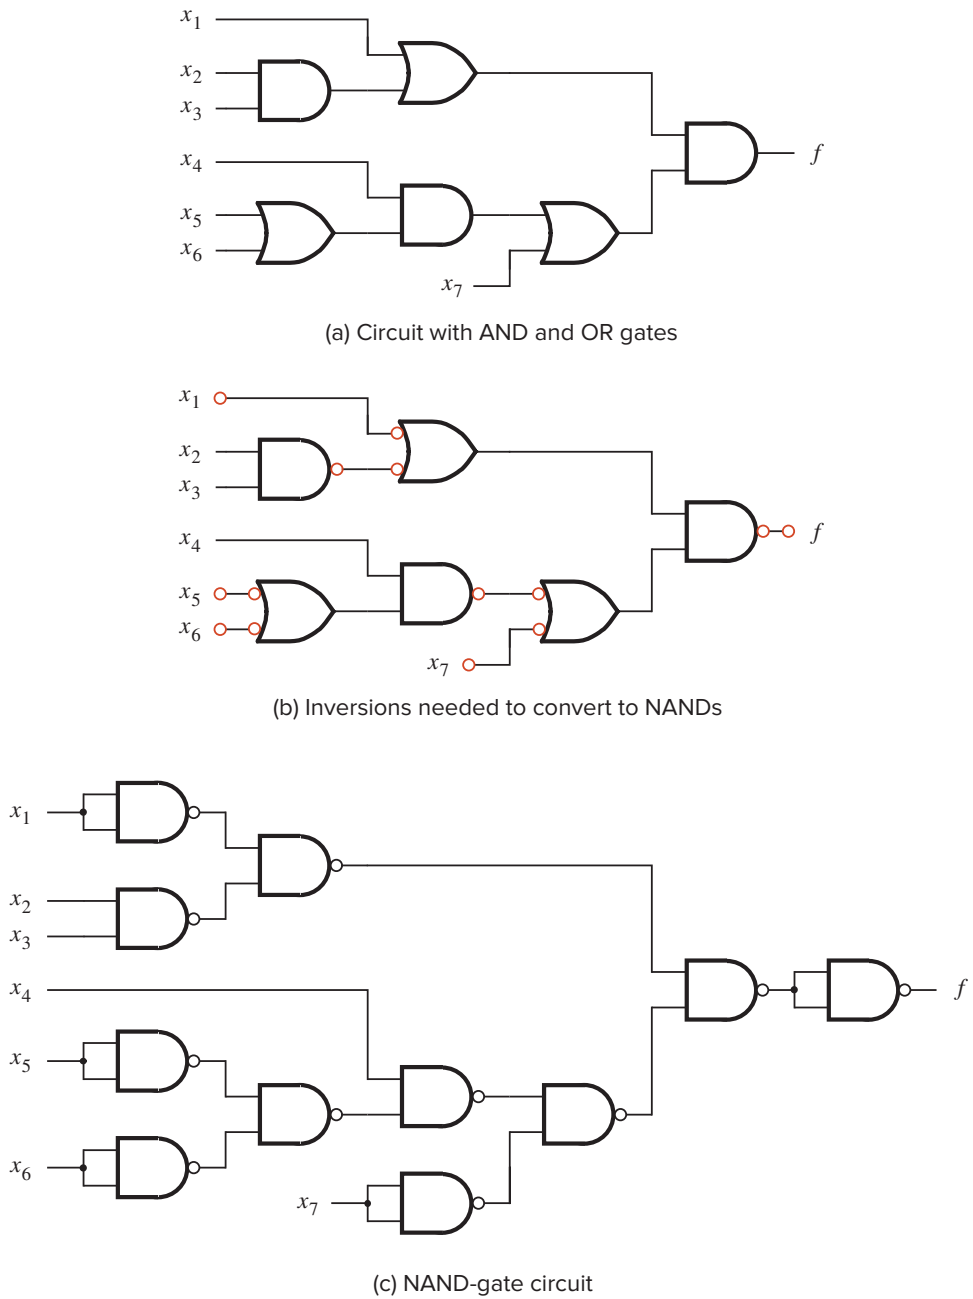 x1
x2
x3
x4
f
x5
x6
x7
(a) Circuit with AND and OR gates
x1
x2
x3
x4
f
x5
x6
x7
(b) Inversions needed to convert to NANDs
x1
x2
x3
x4
f
x5
x6
x7
(c) NAND-gate circuit